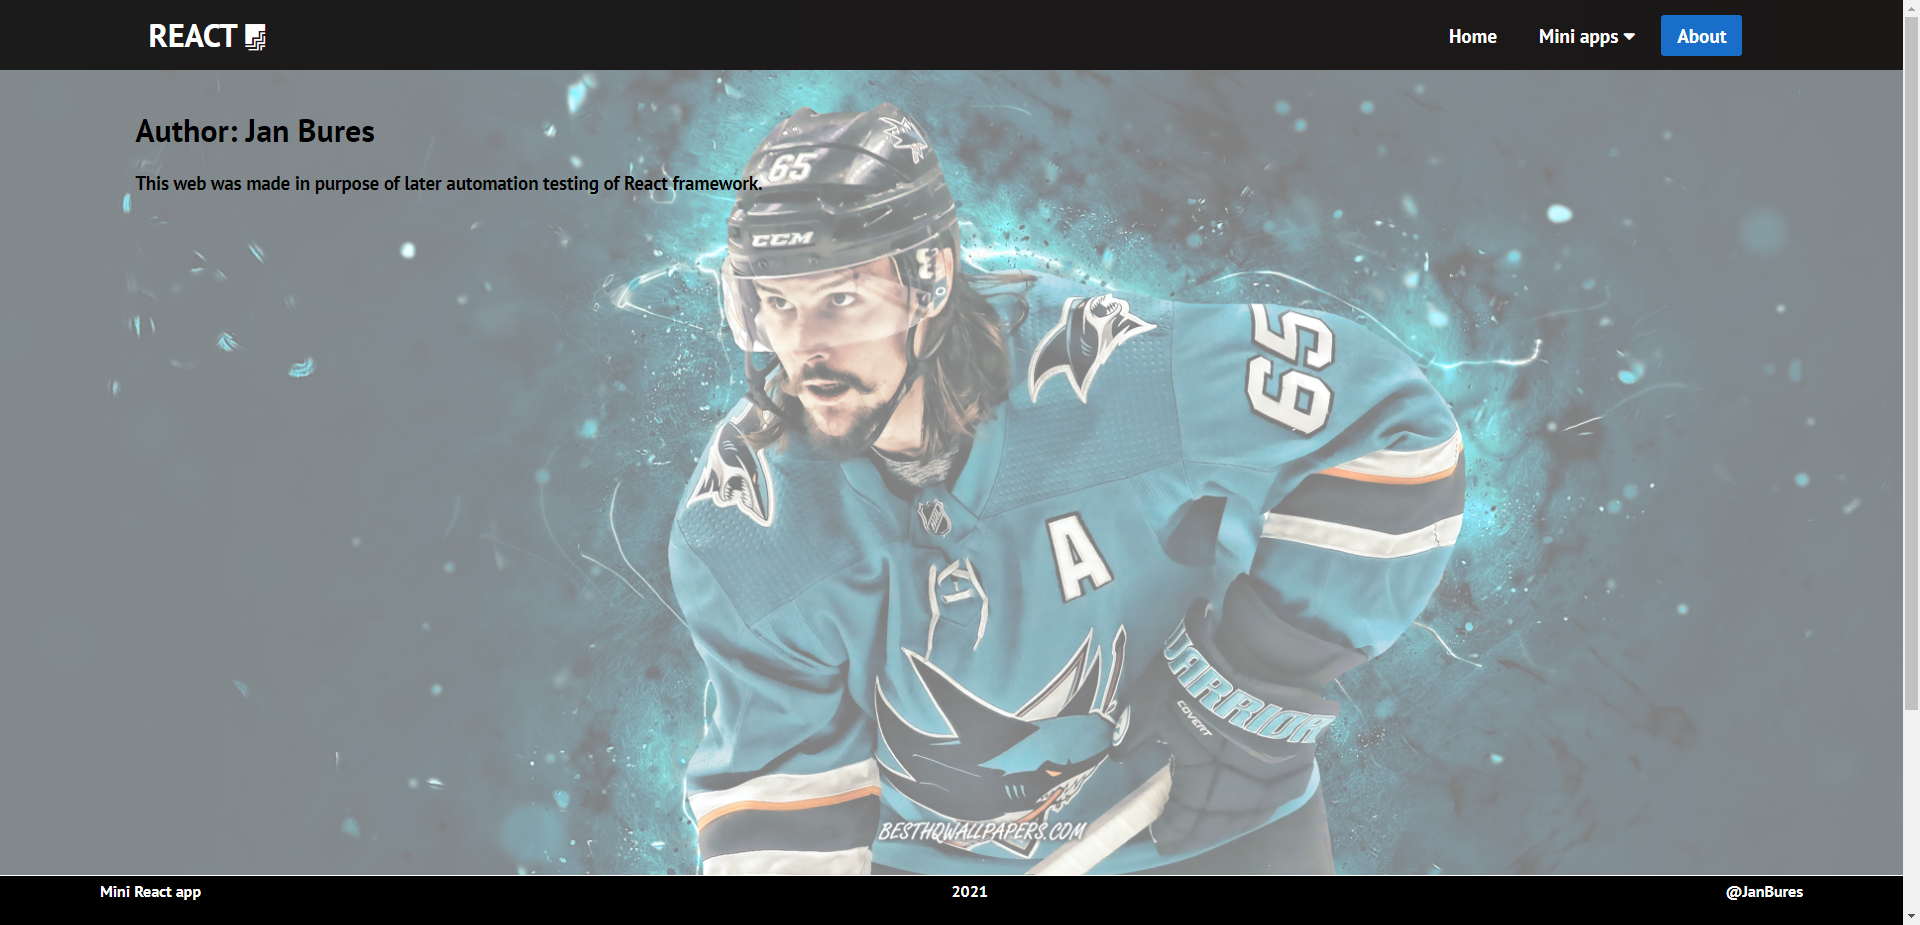 REACT
Home
Mini apps
About
Author: Jan Bures
This web was made in purpose of later automation testing of React framework.
65
CCM
65
A
WARRIOR
COVERT
BESTHQWALLPAPERS.COM
Mini React app
2021
@JanBures